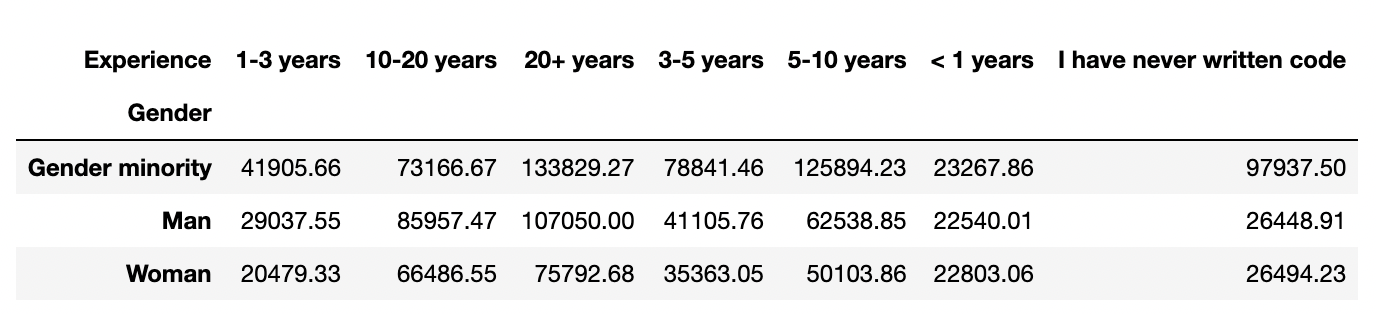 Experience 1-3 years 10-20 years 20+ years 3-5 years 5-10 years < 1 years I have never written code
Gender
Gender minority 41905.66 73166.67 133829.27 78841.46 125894.23 23267.86 97937.50
Man 29037.55 85957.47 107050.00 41105.76 62538.85 22540.01 26448.91
Woman 20479.33 66486.55 75792.68 35363.05 50103.86 22803.06 26494.23